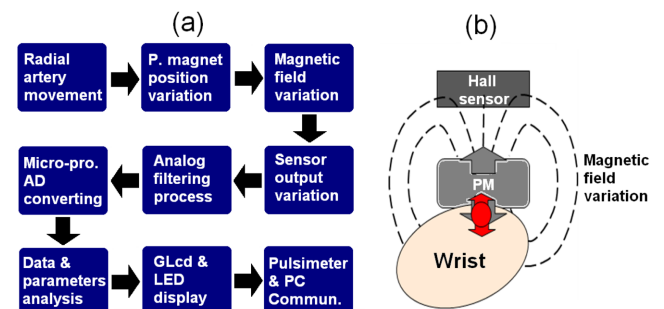 (a)
Radial
artery
movement
P. magnet
position
variation
Magnetic
field
variation
Micro-pro.
AD
converting
Analog
filtering
process
Sensor
output
variation
Data &
parameters
analysis
GLcd &
LED
display
Pulsimeter
& PC
Commun.
(b)
Hall
sensor
PM
Magnetic
field
variation
Wrist